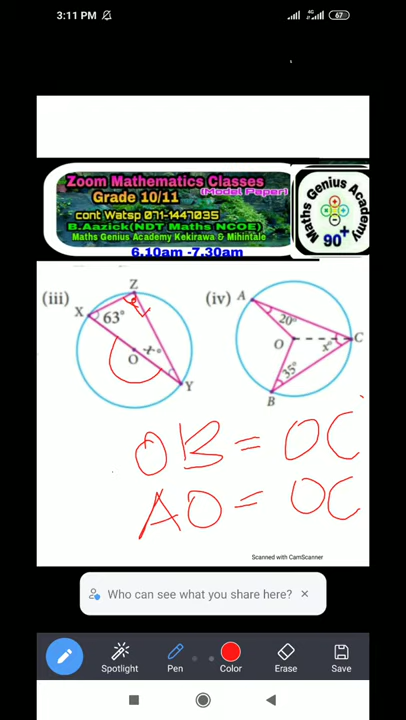 3:11 PM
4G
67
Zoom Mathematics Classes
(Model Paper)
Grade 10/11
cont Watsp 071-1447035
B.Aazick(NDT Maths NCOE)
Maths Genius Academy Kekirawa & Mihintale
6.10am -7.30am
Maths Genius Academy
90+
(iii)
Z
X
63°
O
x°
Y
(iv)
A
20°
O
x°
C
35°
B
OB = OC
AO = OC
Scanned with CamScanner
Who can see what you share here?
Spotlight
Pen
Color
Erase
Save